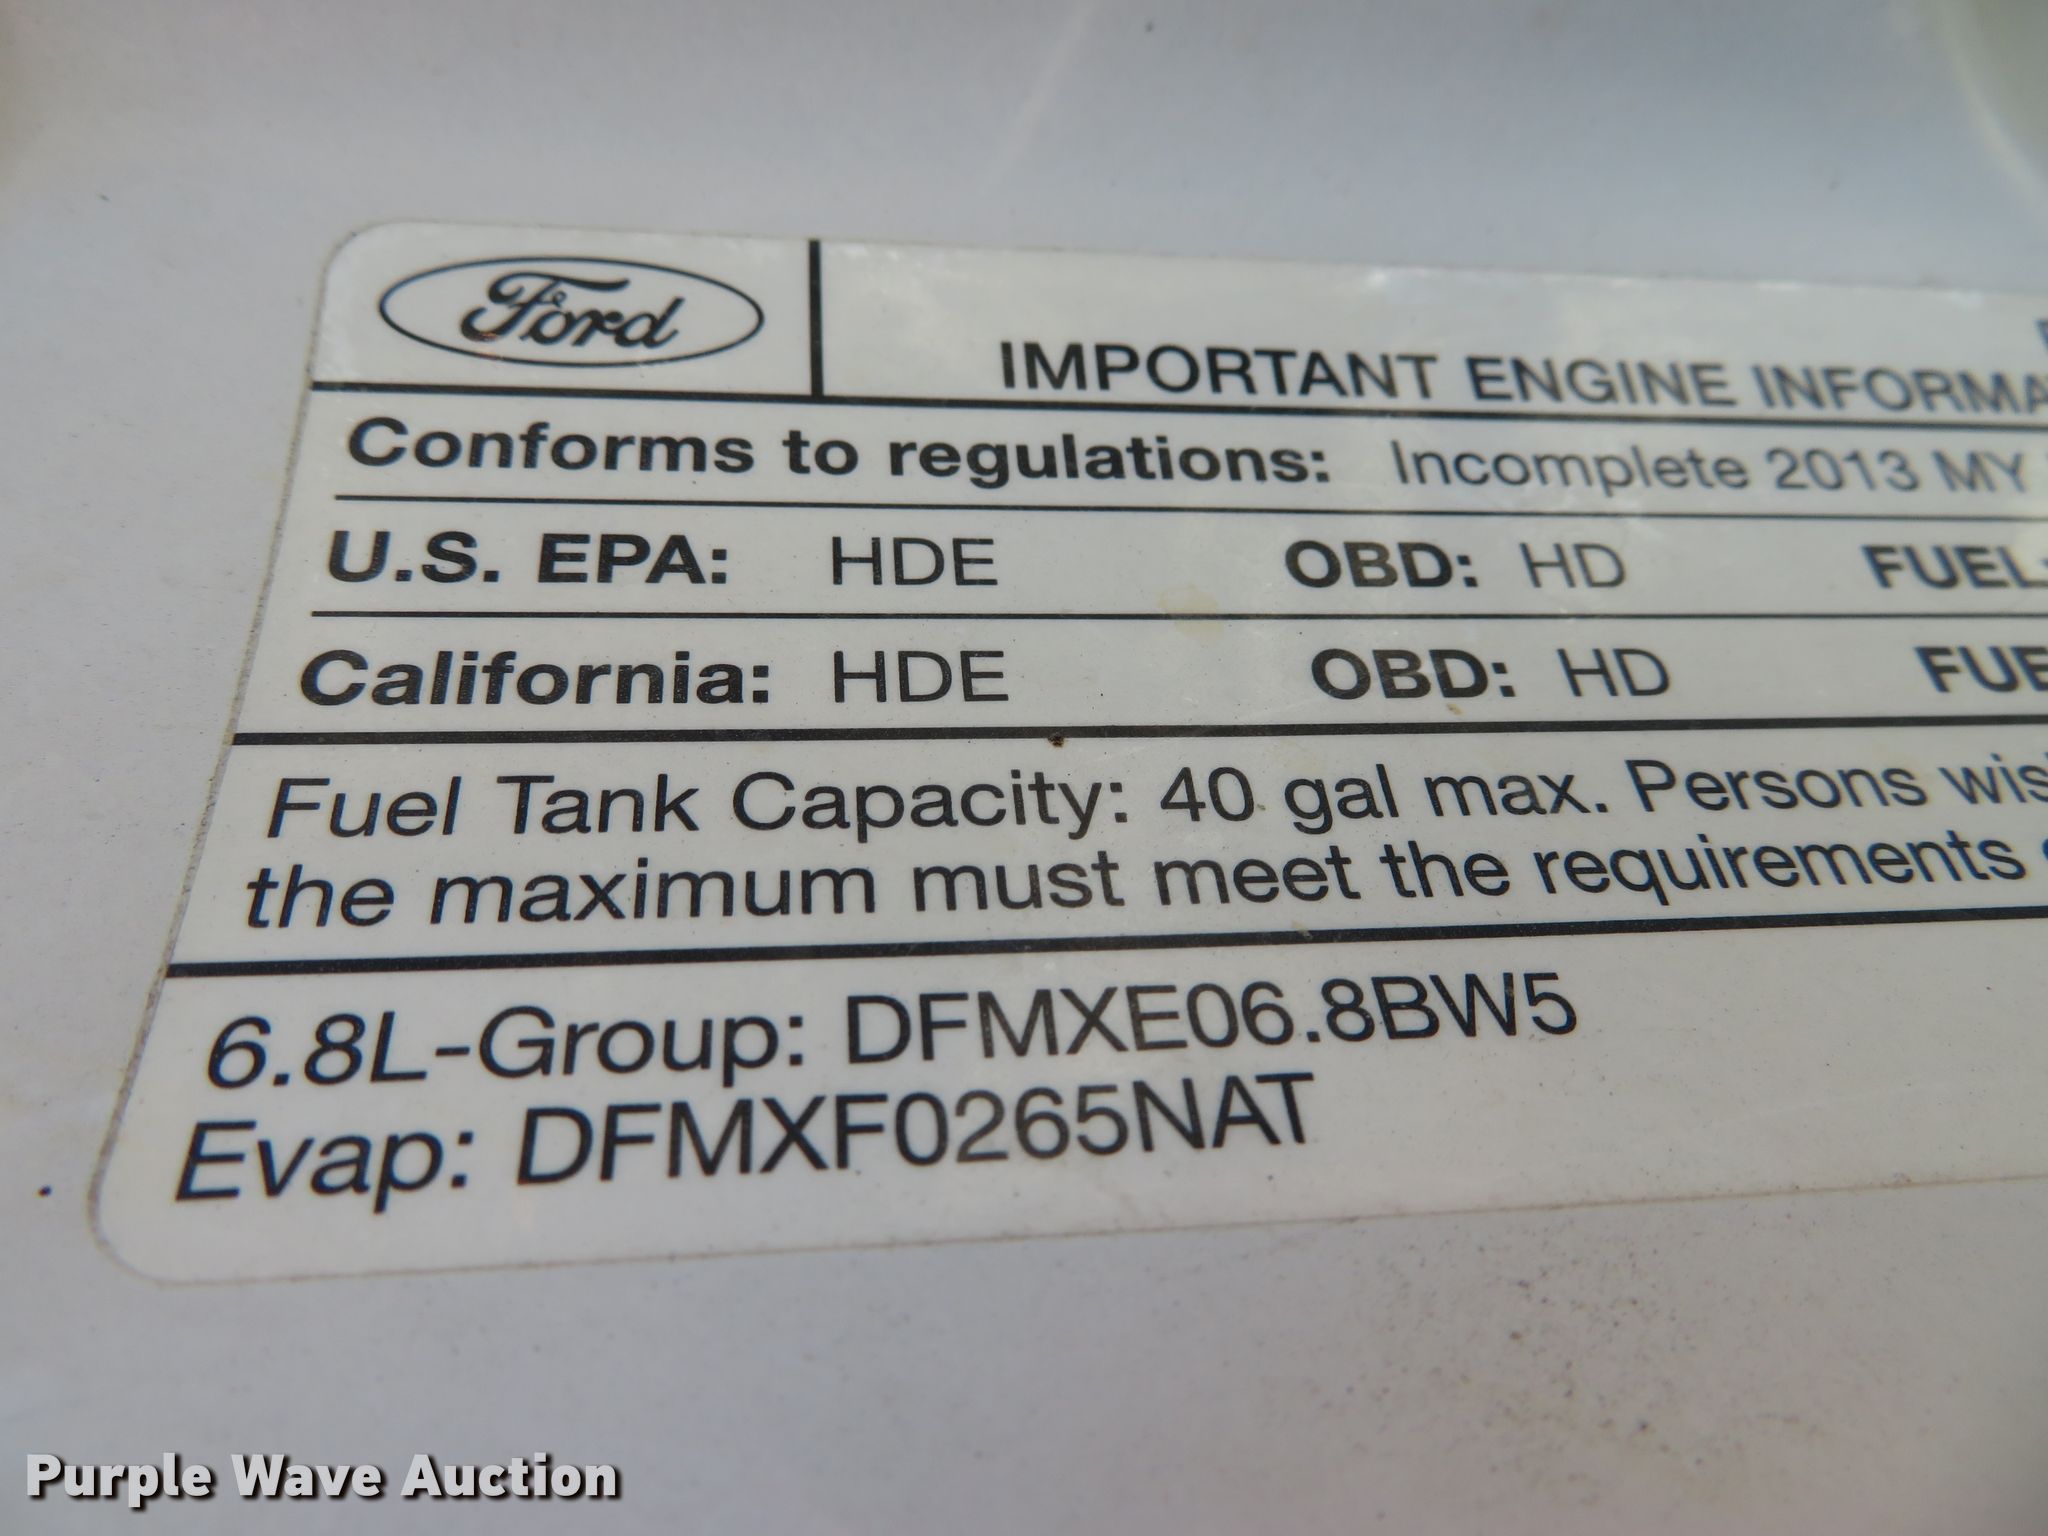 Ford
IMPORTANT ENGINE INFORMA
Conforms to regulations: Incomplete 2013 MY
U.S. EPA: HDE OBD: HD FUEL:
California: HDE OBD: HD FUE
Fuel Tank Capacity: 40 gal max. Persons wis
the maximum must meet the requirements
6.8L-Group: DFMXE06.8BW5
Evap: DFMXF0265NAT
Purple Wave Auction